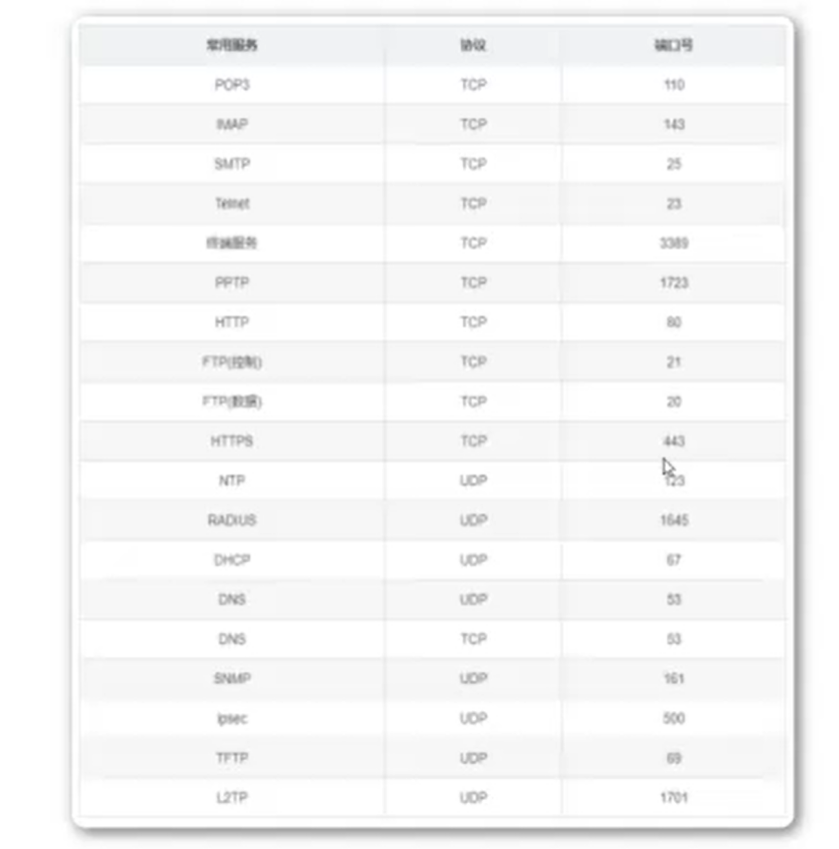 常用服务 协议 端口号
POP3 TCP 110
IMAP TCP 143
SMTP TCP 25
Telnet TCP 23
终端服务 TCP 3389
PPTP TCP 1723
HTTP TCP 80
FTP(控制) TCP 21
FTP(数据) TCP 20
HTTPS TCP 443
NTP UDP 123
RADIUS UDP 1645
DHCP UDP 67
DNS UDP 53
DNS TCP 53
SNMP UDP 161
ipsec UDP 500
TFTP UDP 69
L2TP UDP 1701